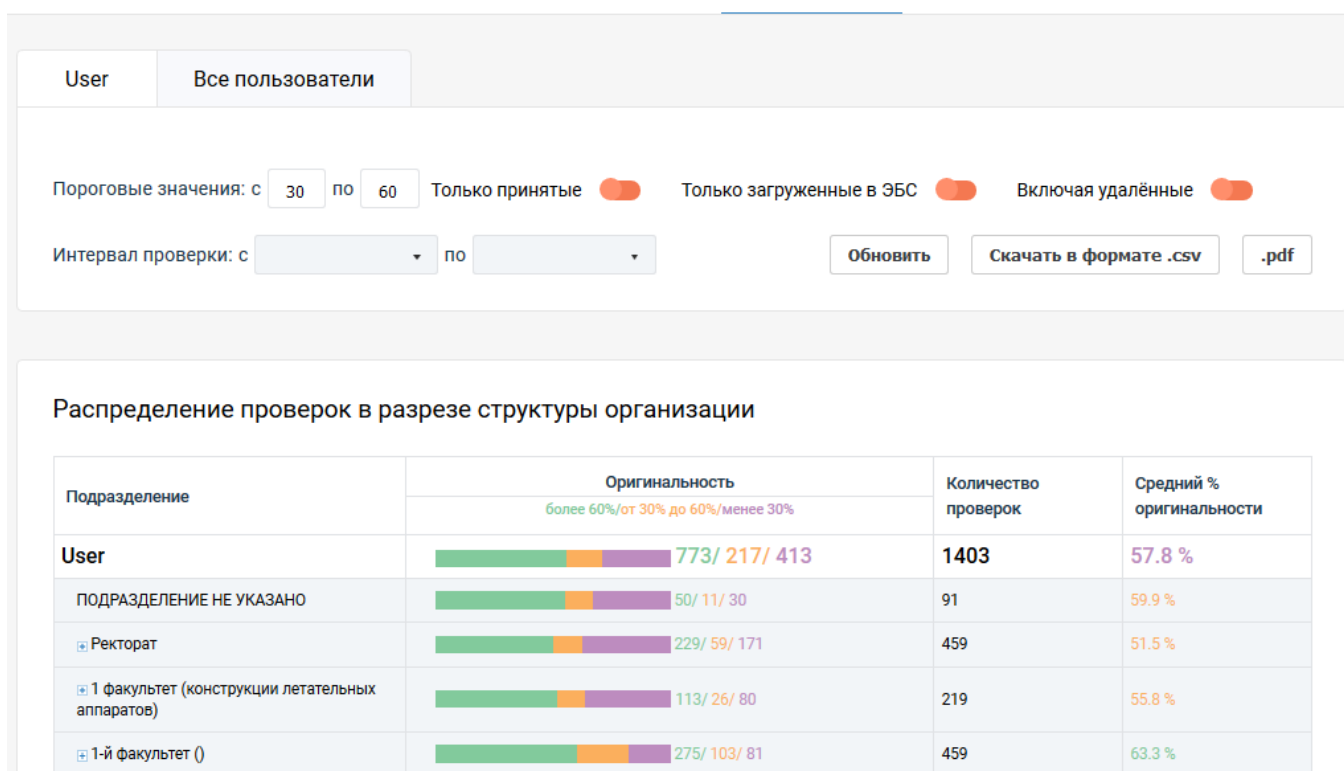 User Все пользователи
Пороговые значения: с 30 по 60 Только принятые Только загруженные в ЭБС Включая удалённые
Интервал проверки: с по Обновить Скачать в формате .csv .pdf
Распределение проверок в разрезе структуры организации
Подразделение Оригинальность Количество проверок Средний % оригинальности
более 60%/от 30% до 60%/менее 30%
User 773/ 217/ 413 1403 57.8 %
ПОДРАЗДЕЛЕНИЕ НЕ УКАЗАНО 50/ 11/ 30 91 59.9 %
Ректорат 229/ 59/ 171 459 51.5 %
1 факультет (конструкции летательных
аппаратов) 113/ 26/ 80 219 55.8 %
1-й факультет () 275/ 103/ 81 459 63.3 %